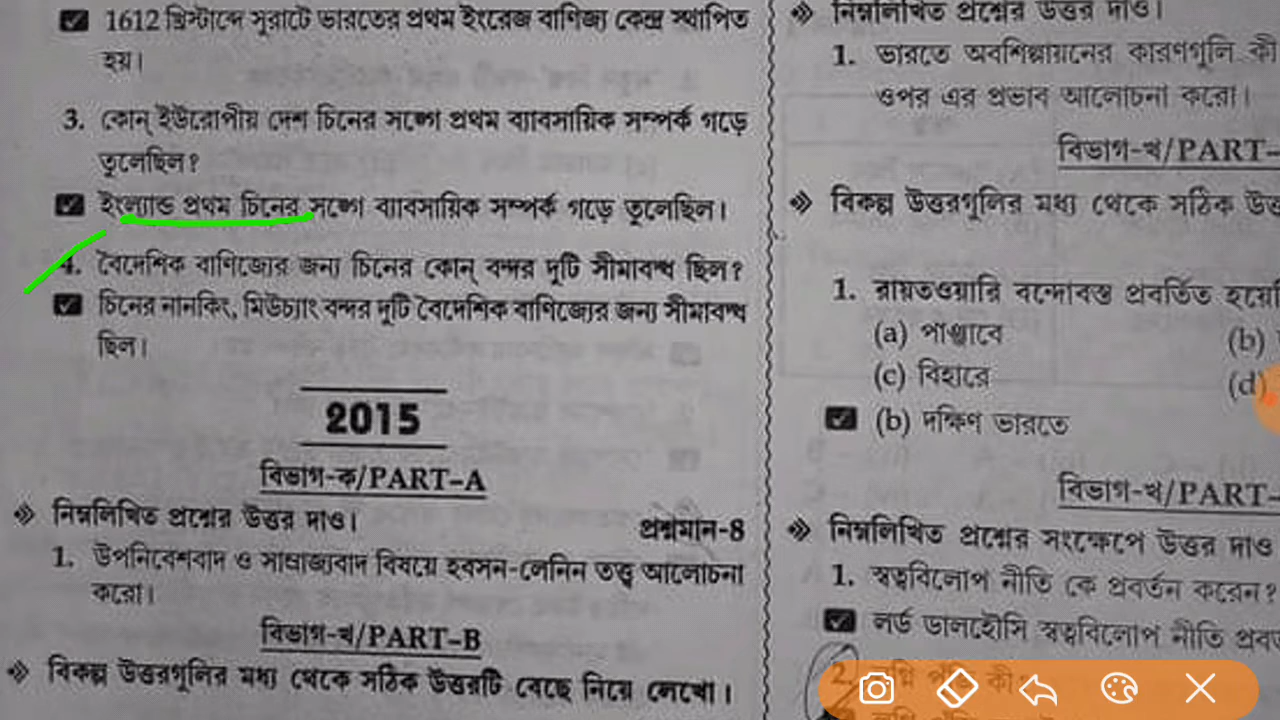 1612 খ্রিস্টাব্দে সুরাটে ভারতের প্রথম ইংরেজ বাণিজ্য কেন্দ্র স্থাপিত
হয়।
3. কোন্ ইউরোপীয় দেশ চিনের সঙ্গে প্রথম ব্যাবসায়িক সম্পর্ক গড়ে
তুলেছিল?
ইংল্যান্ড প্রথম চিনের সঙ্গে ব্যাবসায়িক সম্পর্ক গড়ে তুলেছিল।
4. বৈদেশিক বাণিজ্যের জন্য চিনের কোন্ বন্দর দুটি সীমাবদ্ধ ছিল?
চিনের নানকিং, মিউচ্যাং বন্দর দুটি বৈদেশিক বাণিজ্যের জন্য সীমাবদ্ধ
ছিল।
2015
বিভাগ-ক/PART-A
নিম্নলিখিত প্রশ্নের উত্তর দাও। প্রশ্নমান-8
1. উপনিবেশবাদ ও সাম্রাজ্যবাদ বিষয়ে হবসন-লেনিন তত্ত্ব আলোচনা
করো।
বিভাগ-খ/PART-B
বিকল্প উত্তরগুলির মধ্য থেকে সঠিক উত্তরটি বেছে নিয়ে লেখো।
নিম্নলিখিত প্রশ্নের উত্তর দাও।
1. ভারতে অবশিল্পায়নের কারণগুলি কী
ওপর এর প্রভাব আলোচনা করো।
বিভাগ-খ/PART-
বিকল্প উত্তরগুলির মধ্য থেকে সঠিক
1. রায়তওয়ারি বন্দোবস্ত প্রবর্তিত
(a) পাঞ্জাবে (b)
(c) বিহারে (d)
(b) দক্ষিণ ভারতে
বিভাগ-খ/PART-
নিম্নলিখিত প্রশ্নের সংক্ষেপে উত্তর দাও
1. স্বত্ববিলোপ নীতি কে প্রবর্তন করেন?
লর্ড ডালহৌসি স্বত্ববিলোপ নীতি
2. কী